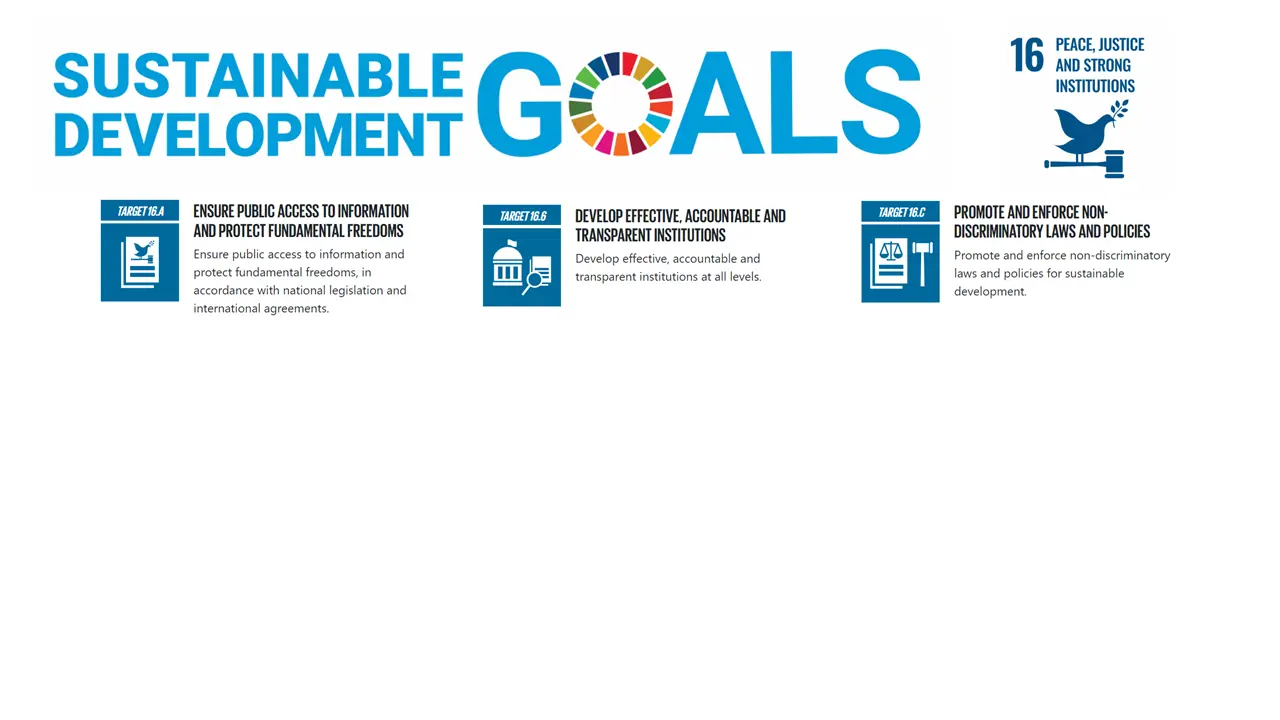 SUSTAINABLE
DEVELOPMENT
GOALS
16
PEACE, JUSTICE
AND STRONG
INSTITUTIONS
TARGET 16.A
ENSURE PUBLIC ACCESS TO INFORMATION
AND PROTECT FUNDAMENTAL FREEDOMS
Ensure public access to information and
protect fundamental freedoms, in
accordance with national legislation and
international agreements.
TARGET 16.6
DEVELOP EFFECTIVE, ACCOUNTABLE AND
TRANSPARENT INSTITUTIONS
Develop effective, accountable and
transparent institutions at all levels.
TARGET 16.C
PROMOTE AND ENFORCE NON-
DISCRIMINATORY LAWS AND POLICIES
Promote and enforce non-discriminatory
laws and policies for sustainable
development.